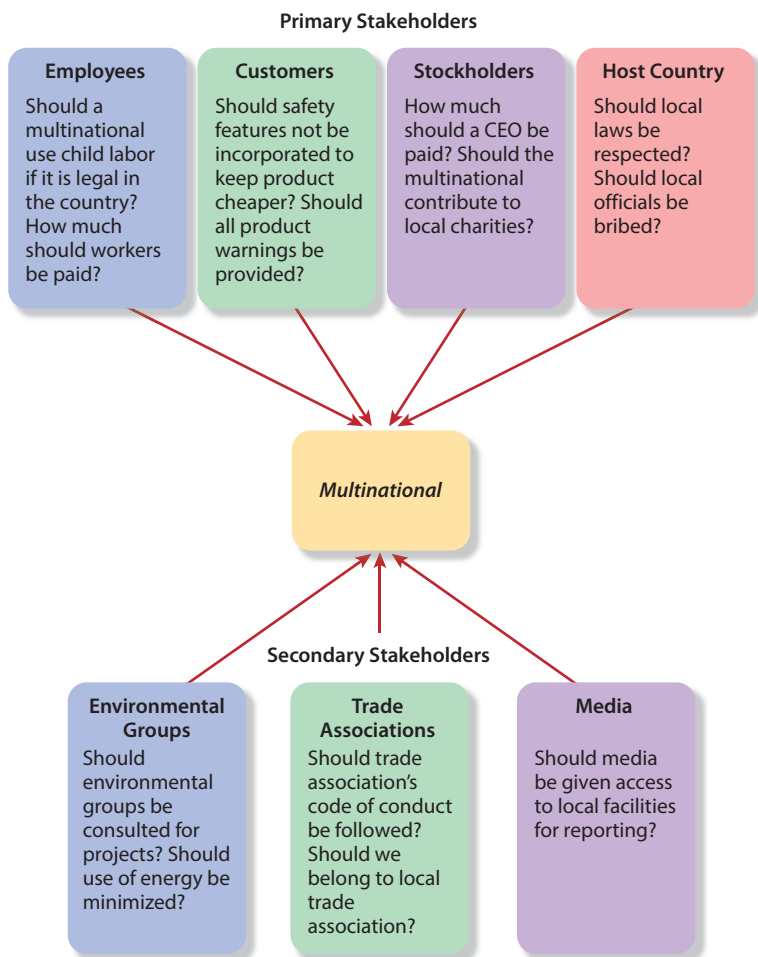 Primary Stakeholders
Employees
Should a
multinational
use child labor
if it is legal in
the country?
How much
should workers
be paid?
Customers
Should safety
features not be
incorporated to
keep product
cheaper? Should
all product
warnings be
provided?
Stockholders
How much
should a CEO be
paid? Should the
multinational
contribute to
local charities?
Host Country
Should local
laws be
respected?
Should local
officials be
bribed?
Multinational
Secondary Stakeholders
Environmental
Groups
Should
environmental
groups be
consulted for
projects? Should
use of energy be
minimized?
Trade
Associations
Should trade
association's
code of conduct
be followed?
Should we
belong to local
trade
association?
Media
Should media
be given access
to local facilities
for reporting?